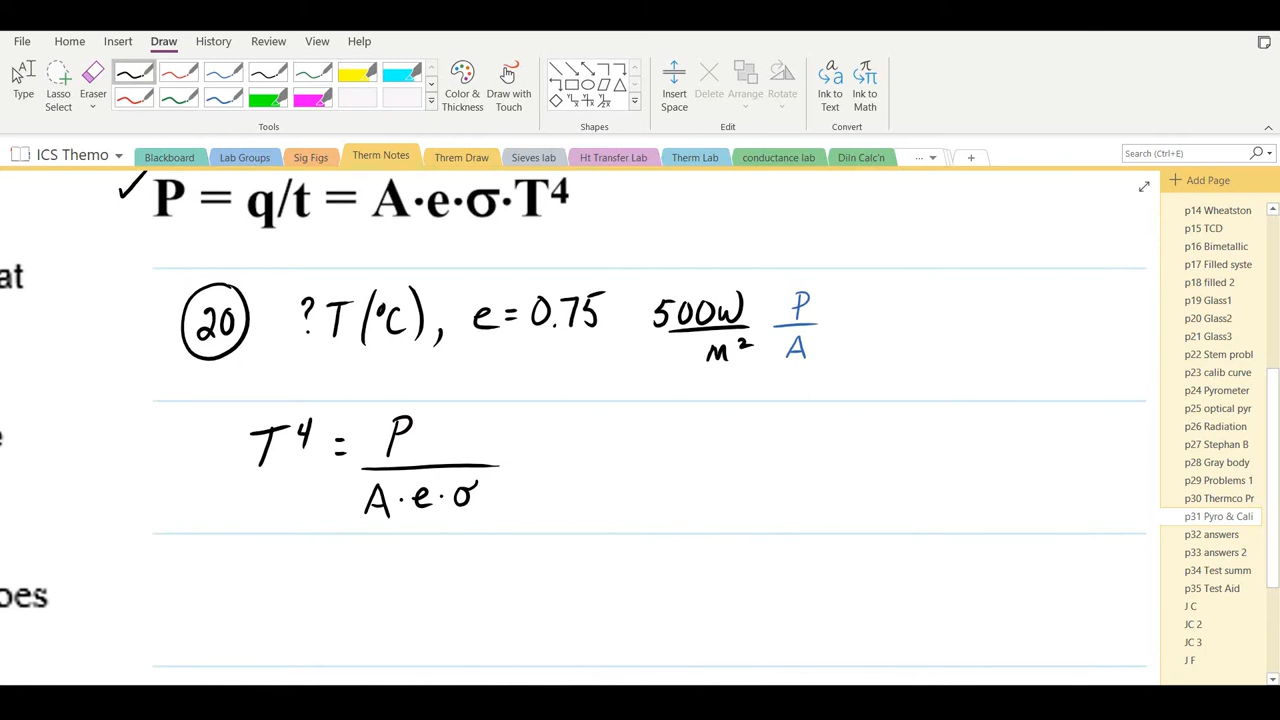 File Home Insert Draw History Review View Help
Type Lasso Select Eraser Color & Thickness Draw with Touch Insert Space Delete Arrange Rotate Ink to Text Ink to Math
Tools Shapes Edit Convert
ICS Themo Blackboard Lab Groups Sig Figs Therm Notes Threm Draw Sieves lab Ht Transfer Lab Therm Lab conductance lab Diln Calc'n ... + Search (Ctrl+E)
P = q/t = A·e·σ·T⁴
at
20 ? T (°C), e = 0.75 500W/m² P/A
T⁴ = P/(A·e·σ)
e
oes
+ Add Page
p14 Wheatston
p15 TCD
p16 Bimetallic
p17 Filled syste
p18 filled 2
p19 Glass1
p20 Glass2
p21 Glass3
p22 Stem probl
p23 calib curve
p24 Pyrometer
p25 optical pyr
p26 Radiation
p27 Stephan B
p28 Gray body
p29 Problems 1
p30 Thermco Pr
p31 Pyro & Cali
p32 answers
p33 answers 2
p34 Test summ
p35 Test Aid
J C
JC 2
JC 3
J F